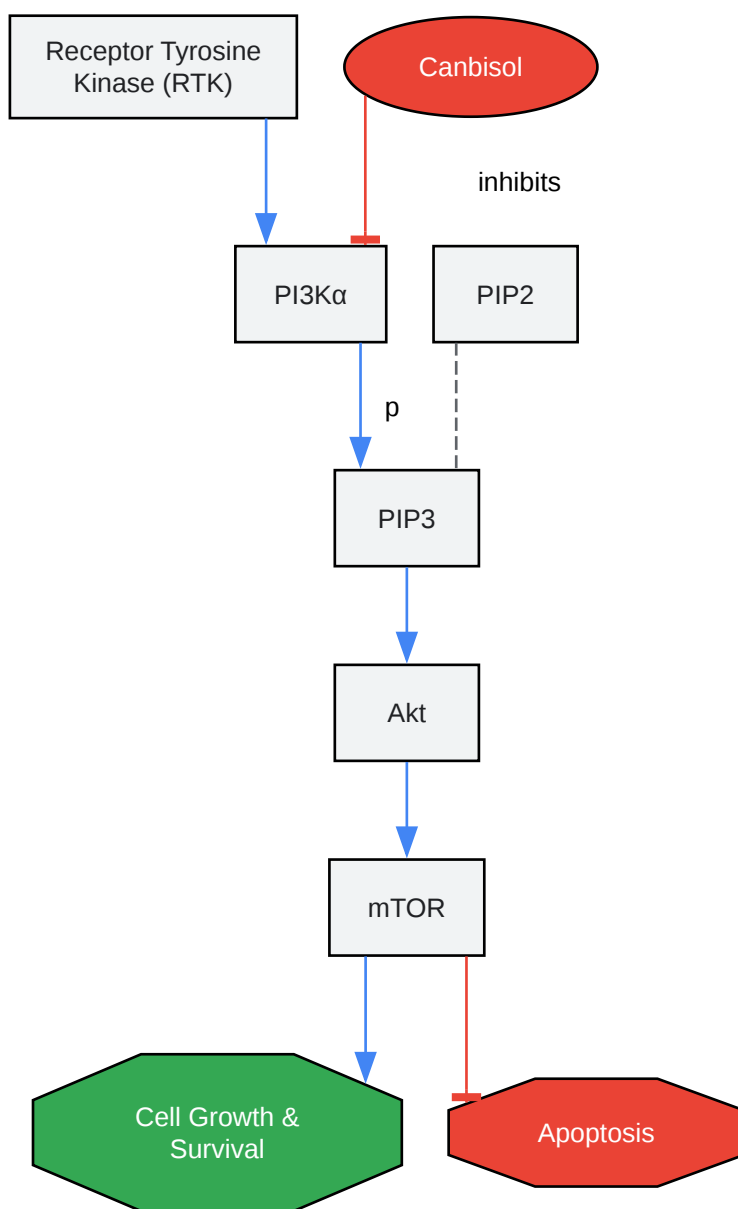 Receptor Tyrosine
Kinase (RTK)
Canbisol
inhibits
PI3Kα
PIP2
p
PIP3
Akt
mTOR
Cell Growth &
Survival
Apoptosis